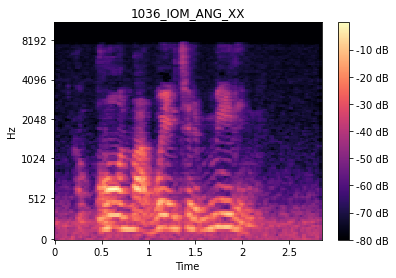 1036_IOM_ANG_XX
Hz
8192
4096
2048
1024
512
0
0 0.5 1 1.5 2 2.5
Time
-10 dB
-20 dB
-30 dB
-40 dB
-50 dB
-60 dB
-70 dB
-80 dB